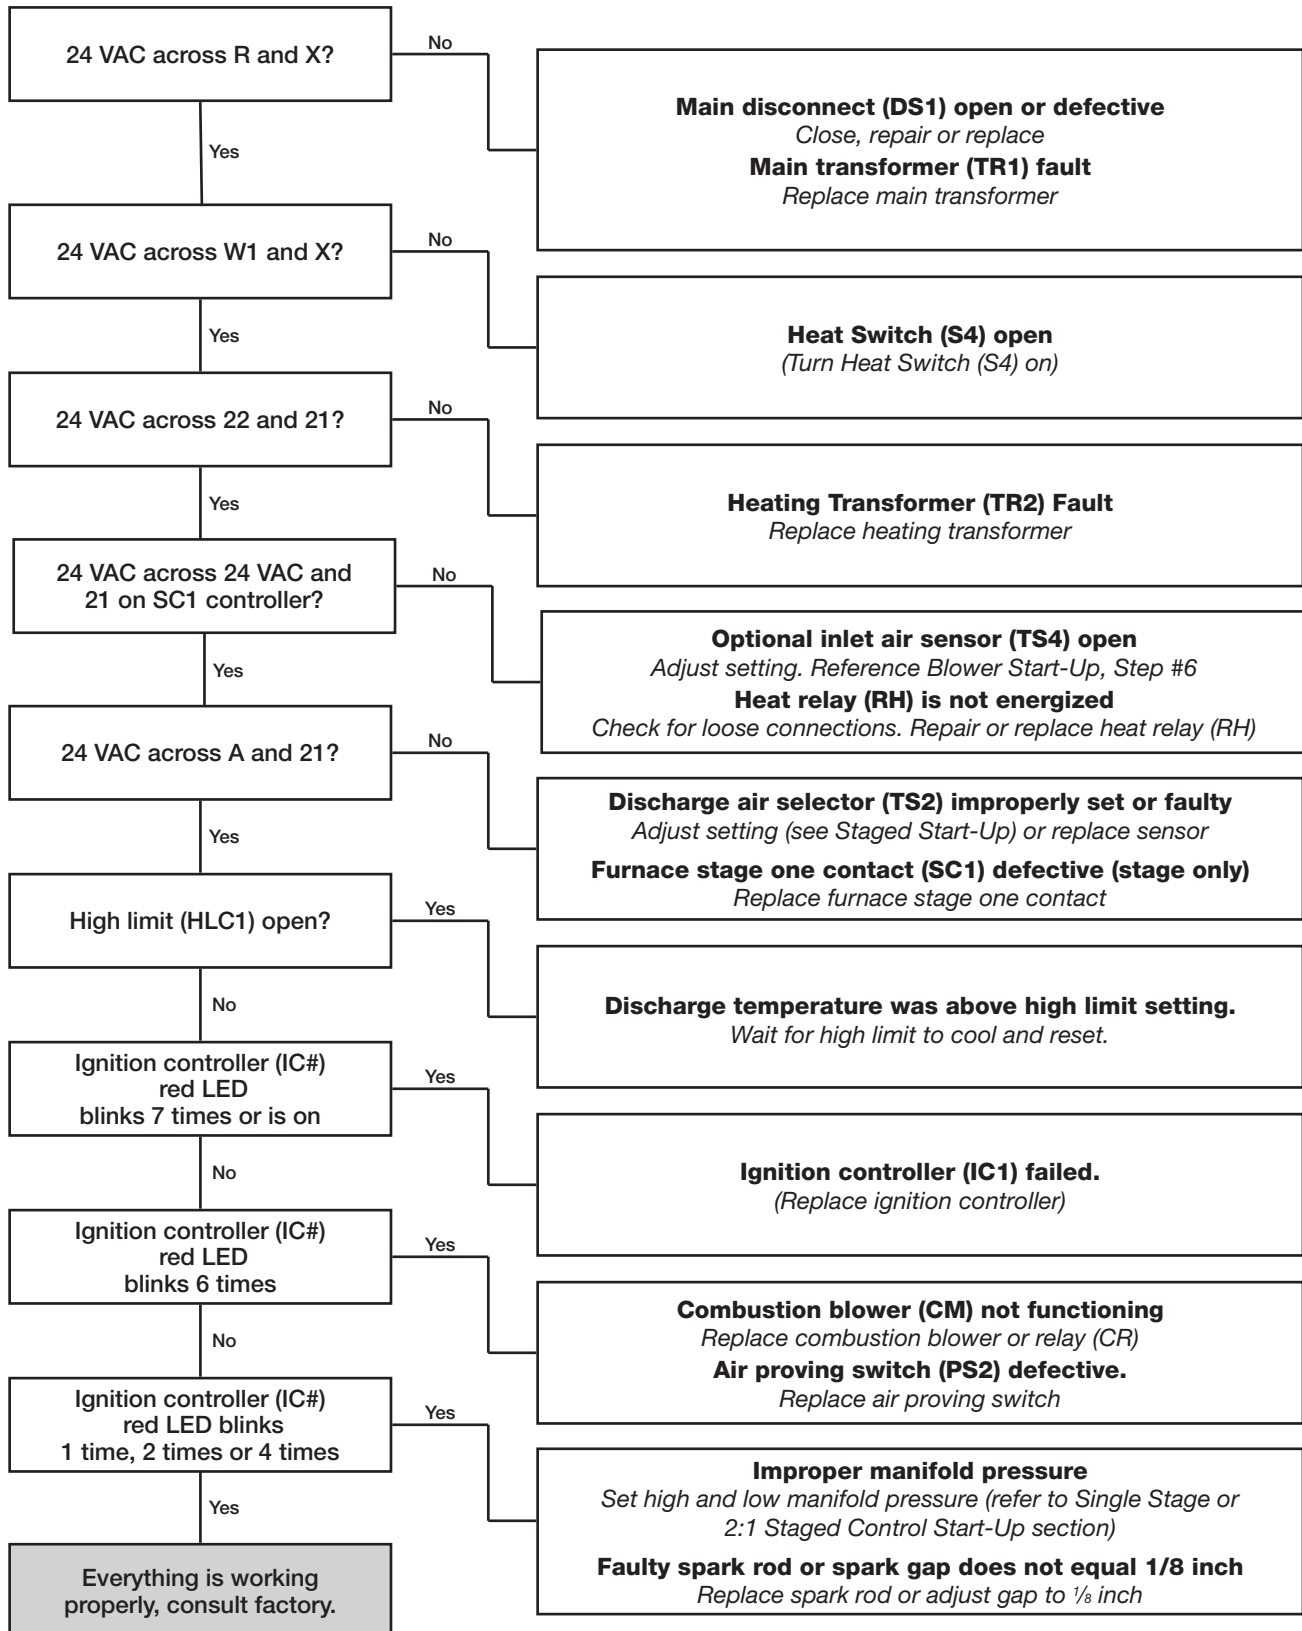 24 VAC across R and X?
No
Main disconnect (DS1) open or defective
Close, repair or replace
Main transformer (TR1) fault
Replace main transformer
Yes
24 VAC across W1 and X?
No
Heat Switch (S4) open
(Turn Heat Switch (S4) on)
Yes
24 VAC across 22 and 21?
No
Heating Transformer (TR2) Fault
Replace heating transformer
Yes
24 VAC across 24 VAC and
21 on SC1 controller?
No
Optional inlet air sensor (TS4) open
Adjust setting. Reference Blower Start-Up, Step #6
Heat relay (RH) is not energized
Check for loose connections. Repair or replace heat relay (RH)
Yes
24 VAC across A and 21?
No
Discharge air selector (TS2) improperly set or faulty
Adjust setting (see Staged Start-Up) or replace sensor
Furnace stage one contact (SC1) defective (stage only)
Replace furnace stage one contact
Yes
High limit (HLC1) open?
Yes
Discharge temperature was above high limit setting.
Wait for high limit to cool and reset.
No
Ignition controller (IC#)
red LED
blinks 7 times or is on
Yes
Ignition controller (IC1) failed.
(Replace ignition controller)
No
Ignition controller (IC#)
red LED
blinks 6 times
Yes
Combustion blower (CM) not functioning
Replace combustion blower or relay (CR)
Air proving switch (PS2) defective.
Replace air proving switch
No
Ignition controller (IC#)
red LED blinks
1 time, 2 times or 4 times
Yes
Improper manifold pressure
Set high and low manifold pressure (refer to Single Stage or
2:1 Staged Control Start-Up section)
Faulty spark rod or spark gap does not equal 1/8 inch
Replace spark rod or adjust gap to ⅛ inch
Yes
Everything is working
properly, consult factory.